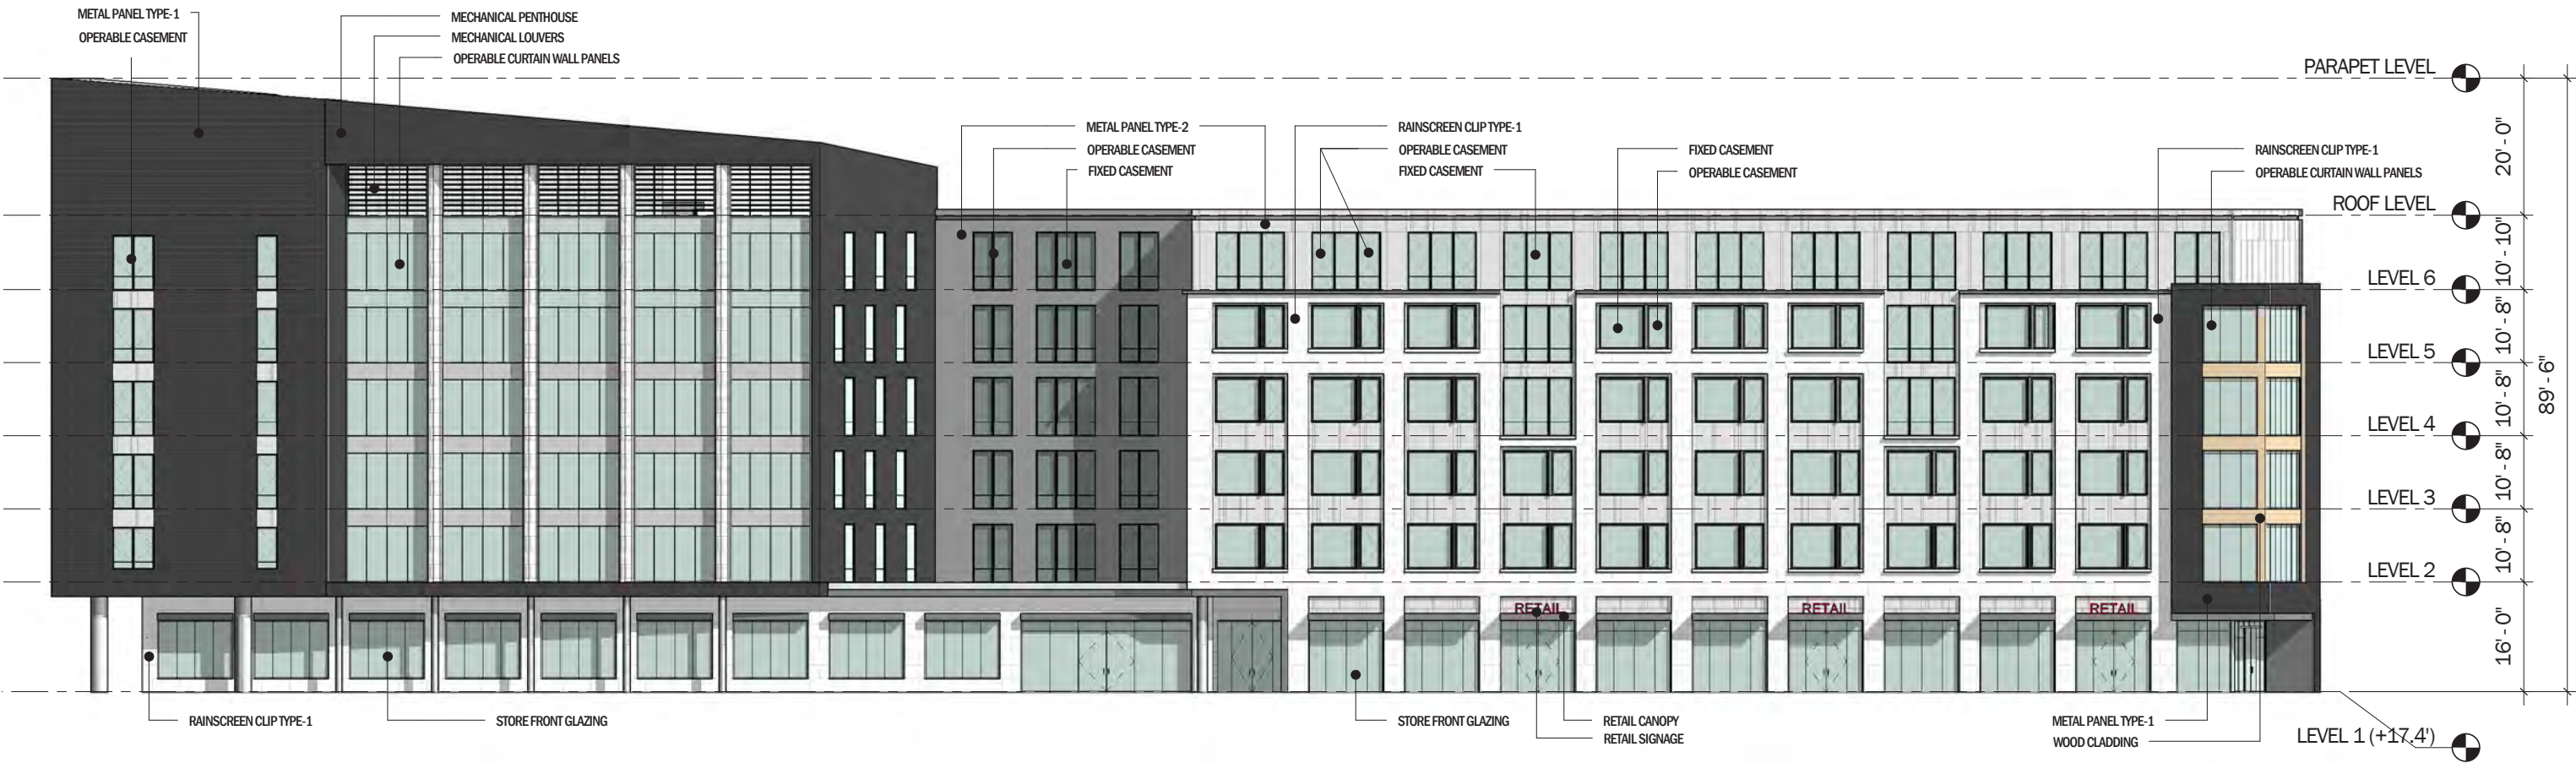 METAL PANEL TYPE-1
OPERABLE CASEMENT
MECHANICAL PENTHOUSE
MECHANICAL LOUVERS
OPERABLE CURTAIN WALL PANELS
METAL PANEL TYPE-2
OPERABLE CASEMENT
FIXED CASEMENT
RAINSCREEN CLIP TYPE-1
OPERABLE CASEMENT
FIXED CASEMENT
FIXED CASEMENT
OPERABLE CASEMENT
RAINSCREEN CLIP TYPE-1
OPERABLE CURTAIN WALL PANELS
PARAPET LEVEL
20'- 0"
ROOF LEVEL
10'- 10"
LEVEL 6
10'- 8"
LEVEL 5
10'- 8"
LEVEL 4
10'- 8"
LEVEL 3
10'- 8"
LEVEL 2
16'- 0"
89'- 6"
RETAIL
RETAIL
RETAIL
RAINSCREEN CLIP TYPE-1
STORE FRONT GLAZING
STORE FRONT GLAZING
RETAIL CANOPY
RETAIL SIGNAGE
METAL PANEL TYPE-1
WOOD CLADDING
LEVEL 1 (+17.4')